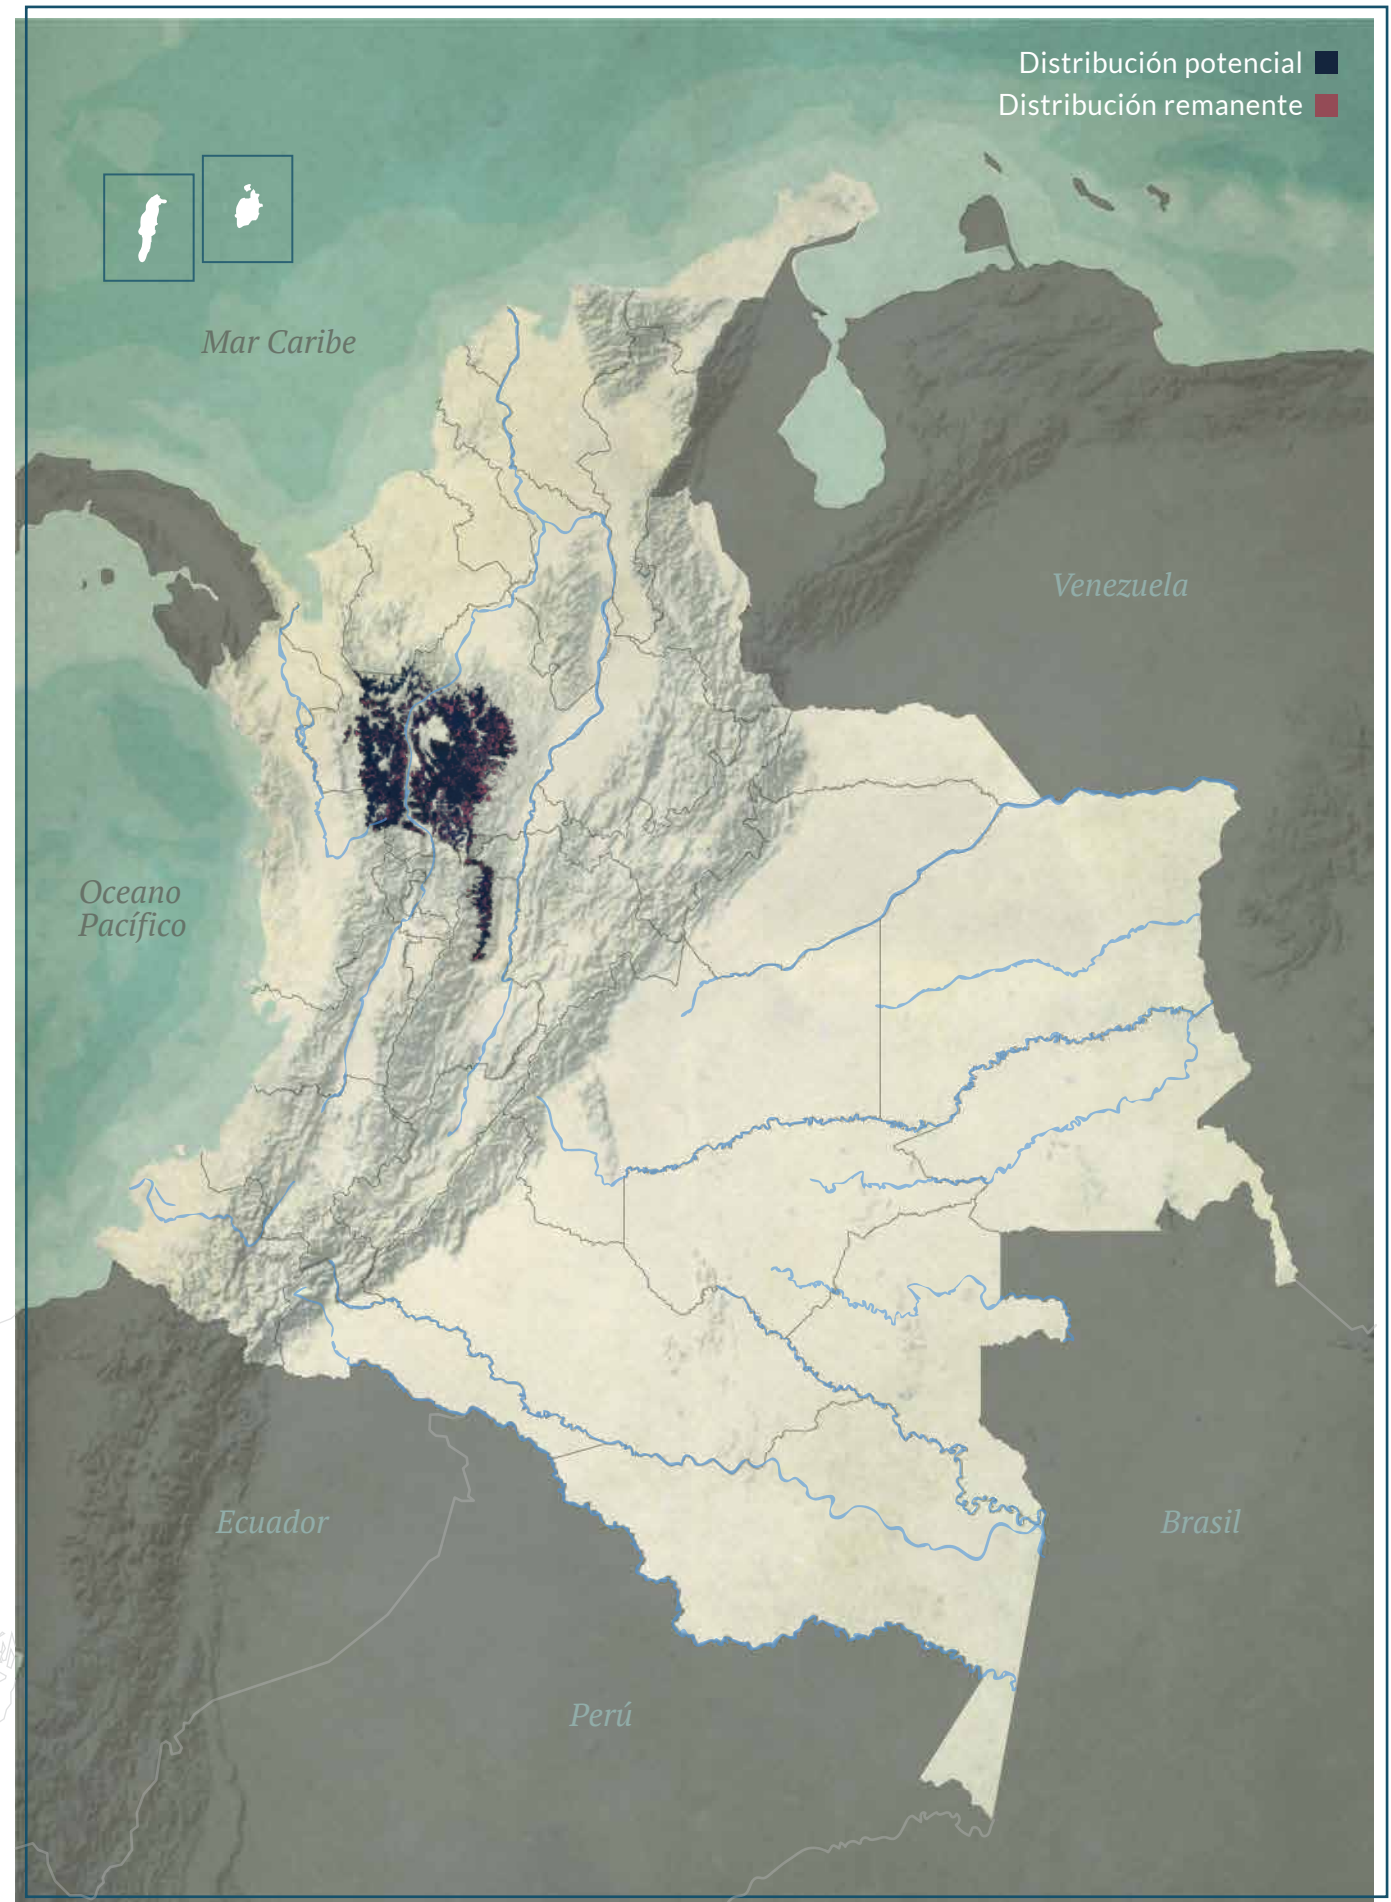 Distribución potencial
Distribución remanente
Mar Caribe
Venezuela
Oceano
Pacífico
Ecuador
Brasil
Perú